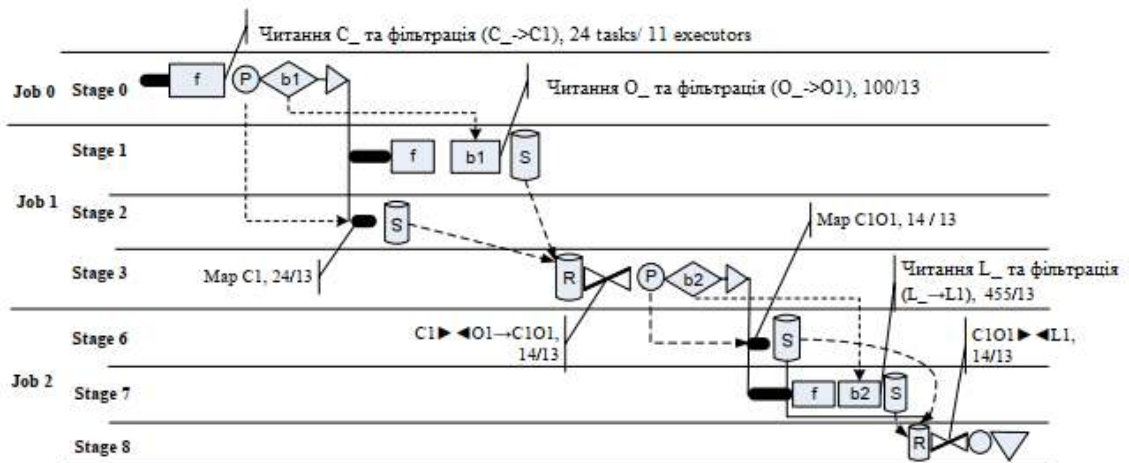 Читання C_ та фільтрація (C_->C1), 24 tasks/ 11 executors
Job 0
Stage 0
f
P
b1
Читання O_ та фільтрація (O_->O1), 100/13
Stage 1
f
b1
S
Job 1
Stage 2
S
Map C1O1, 14 / 13
Map C1, 24/13
Stage 3
R
P
b2
Читання L_ та фільтрація
(L_→L1), 455/13
C1►◄O1→C1O1,
14/13
Stage 6
S
C1O1►◄L1,
14/13
Job 2
Stage 7
f
b2
S
Stage 8
R